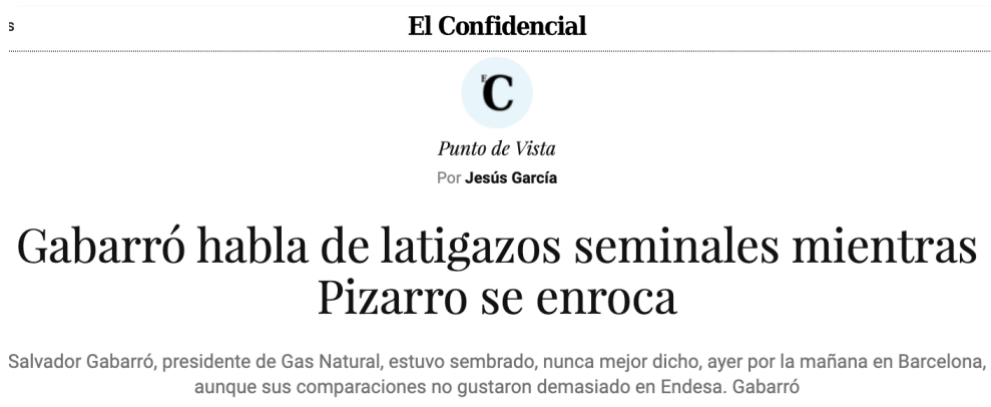 s
El Confidencial
EC
Punto de Vista
Por Jesús García
Gabarró habla de latigazos seminales mientras
Pizarro se enroca
Salvador Gabarró, presidente de Gas Natural, estuvo sembrado, nunca mejor dicho, ayer por la mañana en Barcelona,
aunque sus comparaciones no gustaron demasiado en Endesa. Gabarró